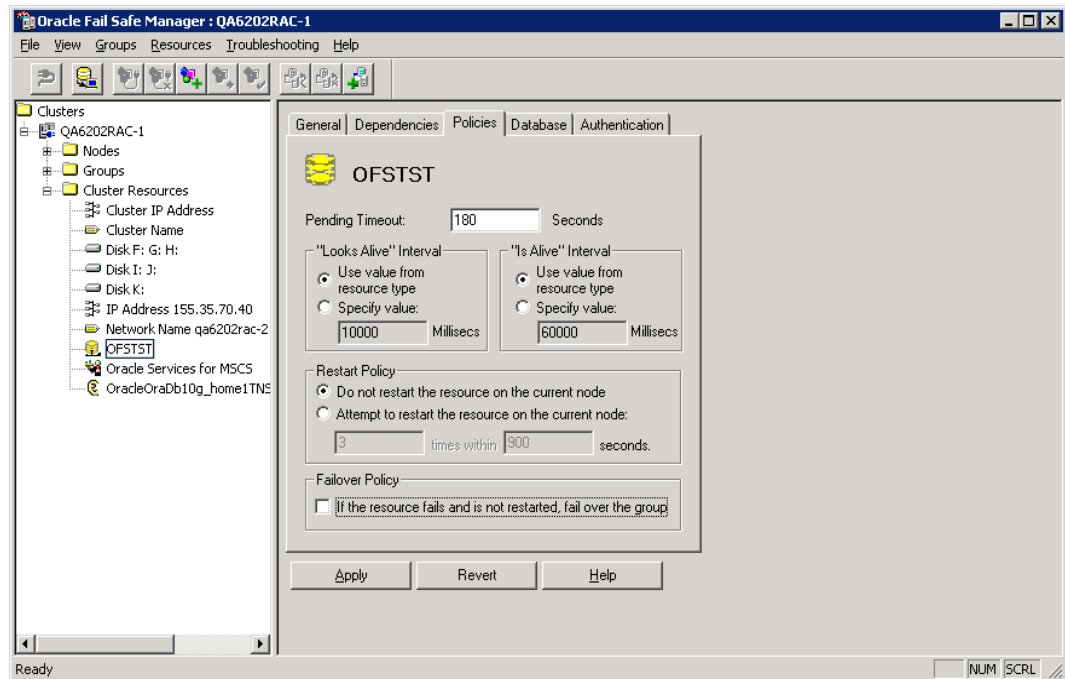 Oracle Fail Safe Manager : QA6202RAC-1
File View Groups Resources Troubleshooting Help
Clusters
QA6202RAC-1
Nodes
Groups
Cluster Resources
Cluster IP Address
Cluster Name
Disk F: G: H:
Disk I: J:
Disk K:
IP Address 155.35.70.40
Network Name qa6202rac-2
OFSTST
Oracle Services for MSCS
OracleOraDb10g_home1TNS
General Dependencies Policies Database Authentication
OFSTST
Pending Timeout: 180 Seconds
"Looks Alive" Interval
Use value from
resource type
Specify value:
10000 Millisecs
"Is Alive" Interval
Use value from
resource type
Specify value:
60000 Millisecs
Restart Policy
Do not restart the resource on the current node
Attempt to restart the resource on the current node:
3 times within 900 seconds.
Failover Policy
If the resource fails and is not restarted, fail over the group
Apply Revert Help
Ready NUM SCRL